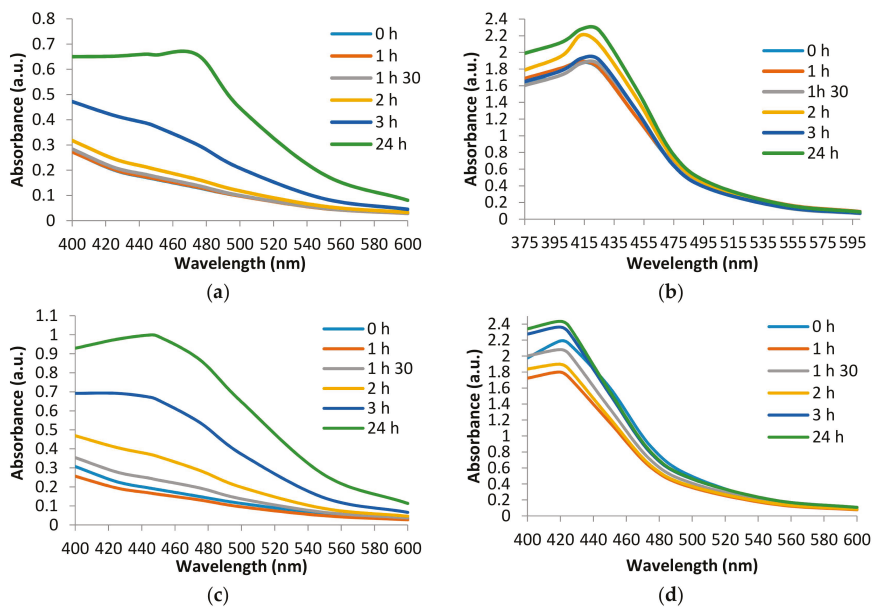 Absorbance (a.u.)
0.8
0.7
0.6
0.5
0.4
0.3
0.2
0.1
0
400 420 440 460 480 500 520 540 560 580 600
Wavelength (nm)
0 h
1 h
1 h 30
2 h
3 h
24 h
(a)
Absorbance (a.u.)
2.4
2.2
2
1.8
1.6
1.4
1.2
1
0.8
0.6
0.4
0.2
0
375 395 415 435 455 475 495 515 535 555 575 595
Wevelength (nm)
0 h
1 h
1h 30
2 h
3 h
24 h
(b)
Absorbance (a.u.)
1.1
1
0.9
0.8
0.7
0.6
0.5
0.4
0.3
0.2
0.1
0
400 420 440 460 480 500 520 540 560 580 600
Wavelength (nm)
0 h
1 h
1 h 30
2 h
3 h
24 h
(c)
Absorbance (a.u.)
2.4
2.2
2
1.8
1.6
1.4
1.2
1
0.8
0.6
0.4
0.2
0
400 420 440 460 480 500 520 540 560 580 600
Wavelength (nm)
0 h
1 h
1 h 30
2 h
3 h
24 h
(d)